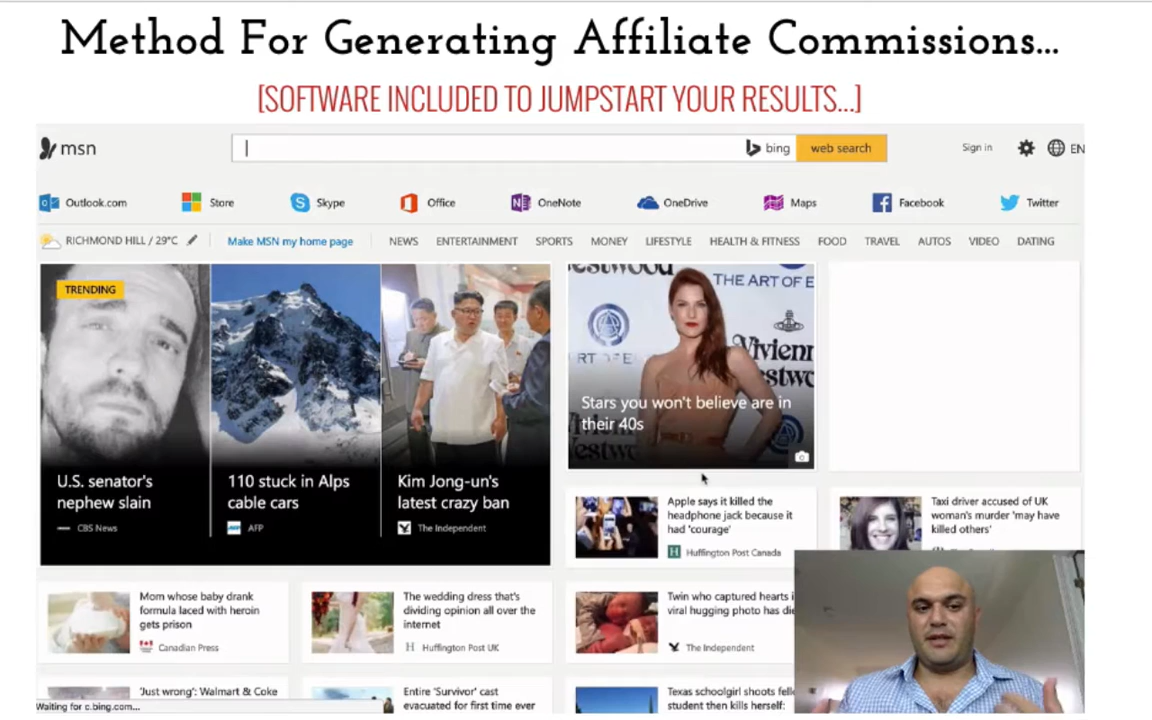 Method For Generating Affiliate Commissions...
[SOFTWARE INCLUDED TO JUMPSTART YOUR RESULTS...]
msn
bing
web search
Sign in
EN
Outlook.com
Store
Skype
Office
OneNote
OneDrive
Maps
Facebook
Twitter
RICHMOND HILL / 29°C
Make MSN my home page
NEWS
ENTERTAINMENT
SPORTS
MONEY
LIFESTYLE
HEALTH & FITNESS
FOOD
TRAVEL
AUTOS
VIDEO
DATING
TRENDING
U.S. senator's
nephew slain
CBS News
110 stuck in Alps
cable cars
AFP
Kim Jong-un's
latest crazy ban
The Independent
estwood
THE ART OF E
RT OF E
Vivienn
estwo
Stars you won't believe are in
their 40s
Apple says it killed the
headphone jack because it
had 'courage'
Huffington Post Canada
Taxi driver accused of UK
woman's murder 'may have
killed others'
Mom whose baby drank
formula laced with heroin
gets prison
Canadian Press
The wedding dress that's
dividing opinion all over the
internet
Huffington Post UK
Twin who captured hearts i
viral hugging photo has die
The Independent
'Just wrong': Walmart & Coke
Entire 'Survivor' cast
evacuated for first time ever
Texas schoolgirl shoots fell
student then kills herself:
Waiting for c.bing.com...